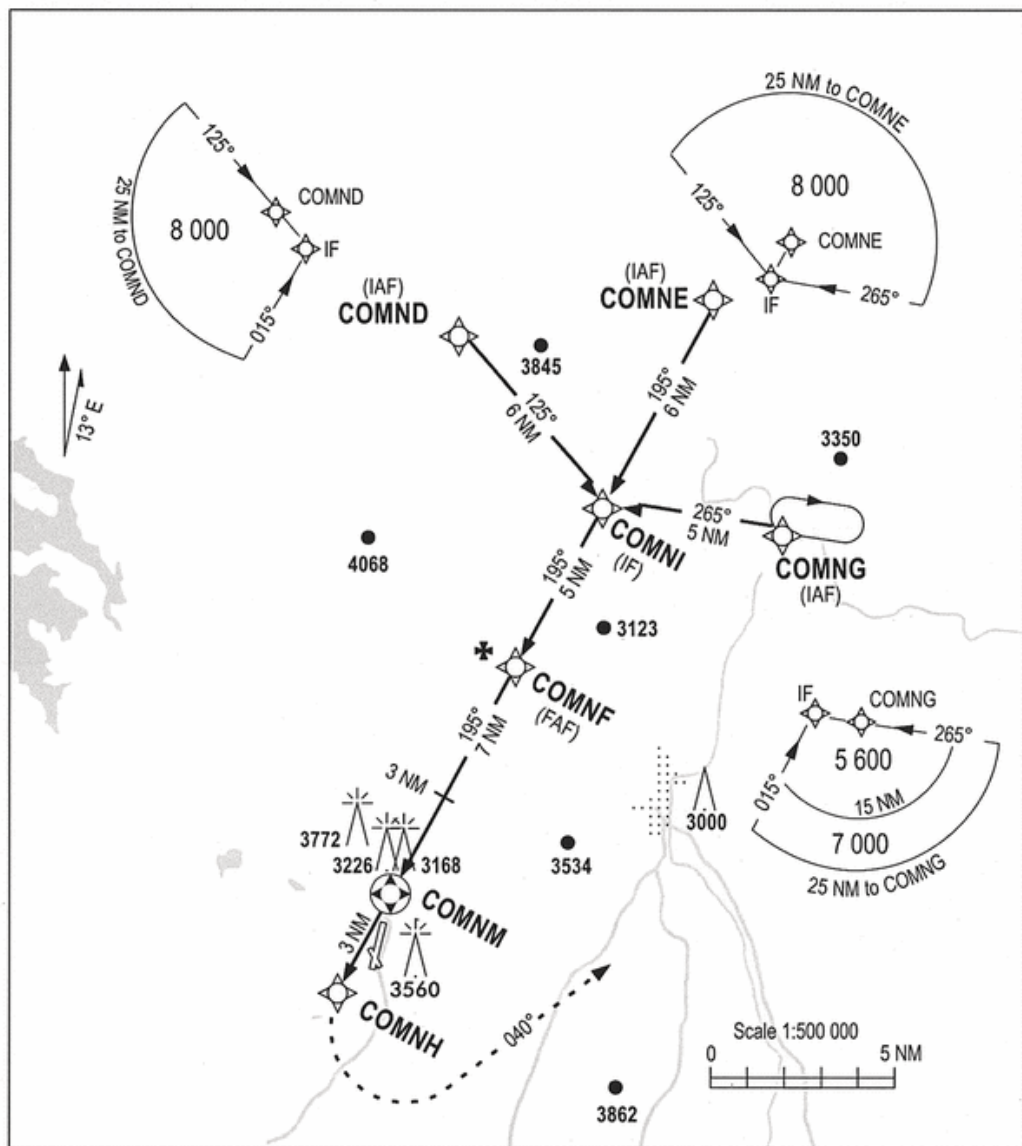 25 NM to COMNE
125°
COMND
8 000
IF
25 NM to COMND
015°
125°
8 000
COMNE
IF
265°
(IAF)
COMND
(IAF)
COMNE
3845
125°
6 NM
195°
6 NM
13° E
3350
265°
5 NM
COMNI
(IF)
COMNG
(IAF)
4068
195°
5 NM
3123
COMNF
(FAF)
IF
COMNG
265°
5 600
015°
15 NM
7 000
25 NM to COMNG
195°
7 NM
3 NM
3772
3226
3168
3000
3534
COMNM
3 NM
3560
COMNH
040°
Scale 1:500 000
0
5 NM
3862